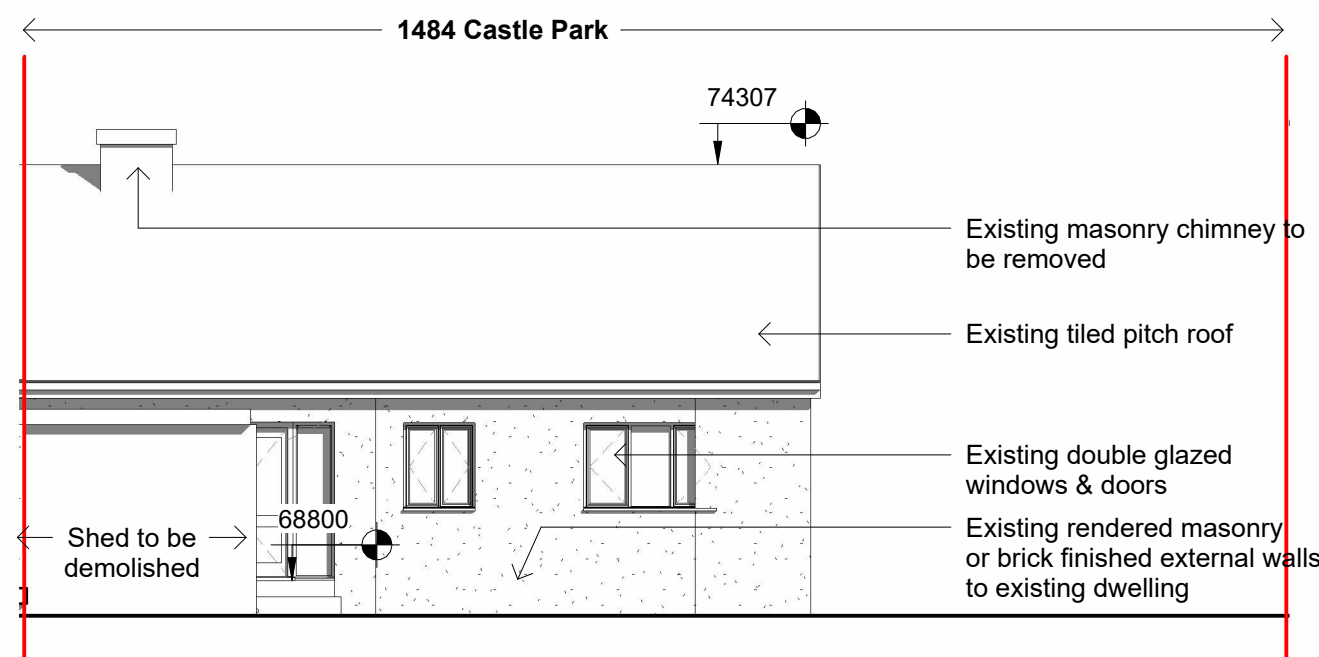 1484 Castle Park
74307
Existing masonry chimney to
be removed
Existing tiled pitch roof
Existing double glazed
windows & doors
68800
Existing rendered masonry
or brick finished external walls
to existing dwelling
Shed to be
demolished